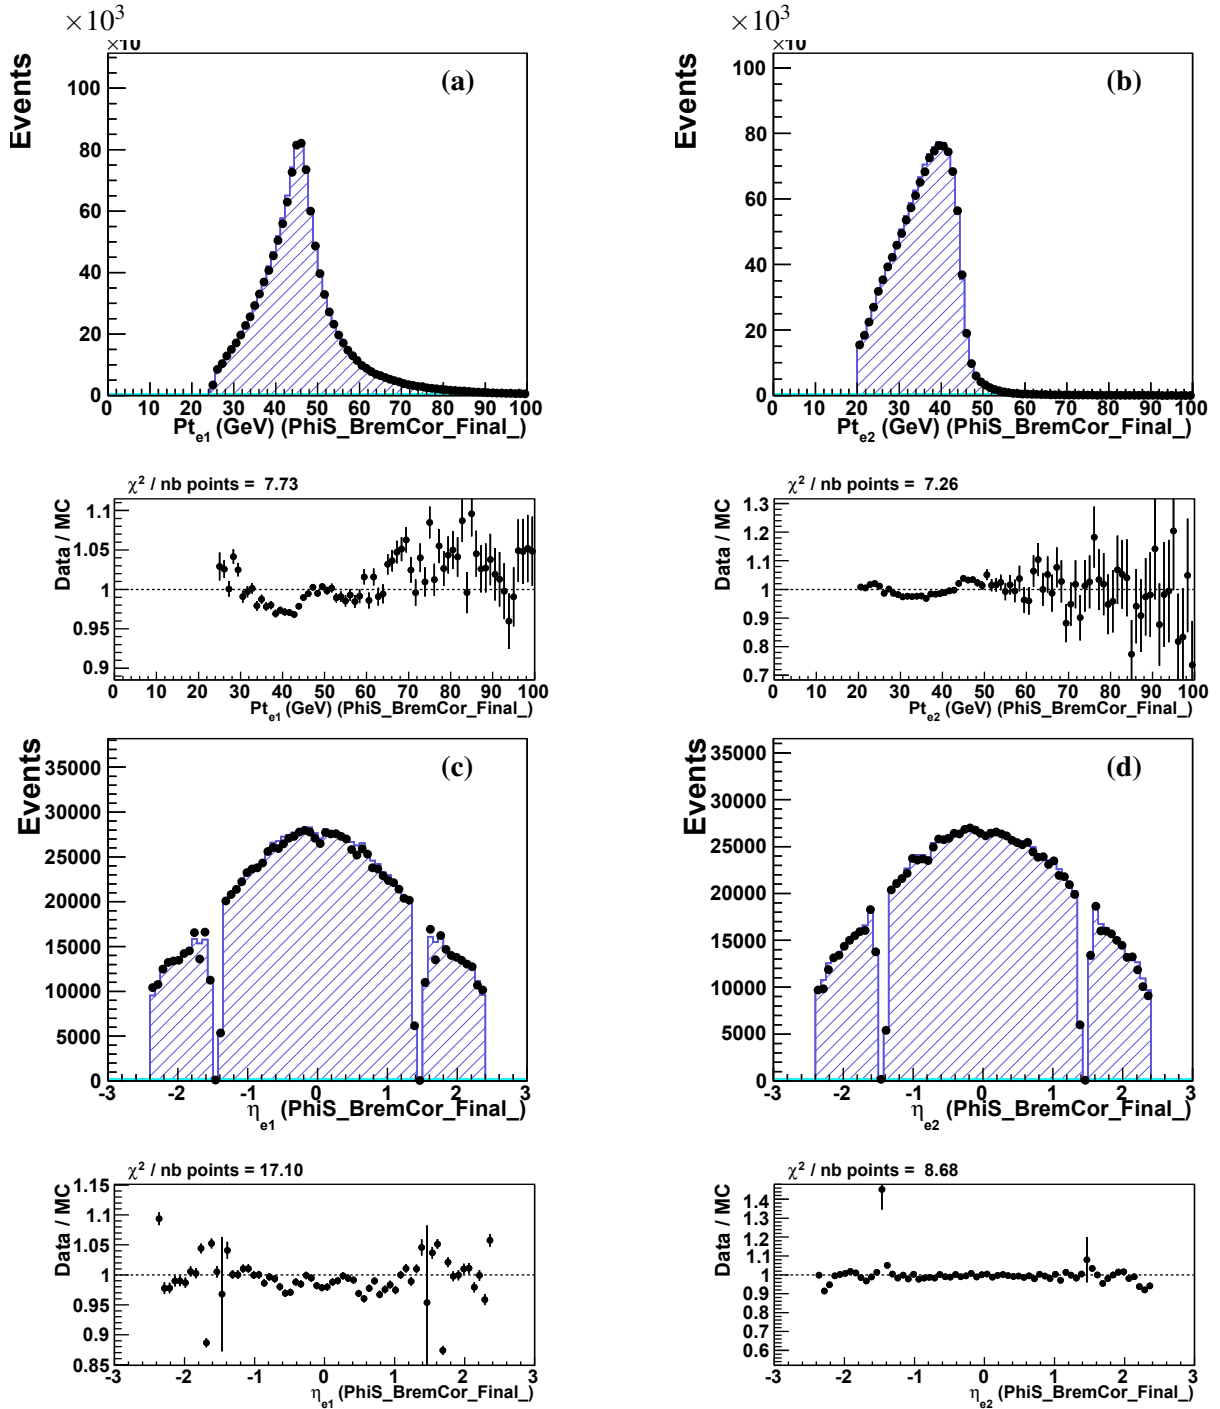 ×10³ ×10³
×10 ×10
Events (a) Events (b)
100
80
60
40
20
0
0 10 20 30 40 50 60 70 80 90 100
Pt_e1 (GeV) (PhiS_BremCor_Final_)
100
80
60
40
20
0
0 10 20 30 40 50 60 70 80 90 100
Pt_e2 (GeV) (PhiS_BremCor_Final_)
χ² / nb points = 7.73
Data / MC
1.1
1.05
1
0.95
0.9
0 10 20 30 40 50 60 70 80 90 100
Pt_e1 (GeV) (PhiS_BremCor_Final_)
χ² / nb points = 7.26
Data / MC
1.3
1.2
1.1
1
0.9
0.8
0.7
0 10 20 30 40 50 60 70 80 90 100
Pt_e2 (GeV) (PhiS_BremCor_Final_)
Events (c)
35000
30000
25000
20000
15000
10000
5000
0
-3 -2 -1 0 1 2 3
η_e1 (PhiS_BremCor_Final_)
Events (d)
35000
30000
25000
20000
15000
10000
5000
0
-3 -2 -1 0 1 2 3
η_e2 (PhiS_BremCor_Final_)
χ² / nb points = 17.10
Data / MC
1.15
1.1
1.05
1
0.95
0.9
0.85
-3 -2 -1 0 1 2 3
η_e1 (PhiS_BremCor_Final_)
χ² / nb points = 8.68
Data / MC
1.4
1.3
1.2
1.1
1
0.9
0.8
0.7
0.6
-3 -2 -1 0 1 2 3
η_e2 (PhiS_BremCor_Final_)